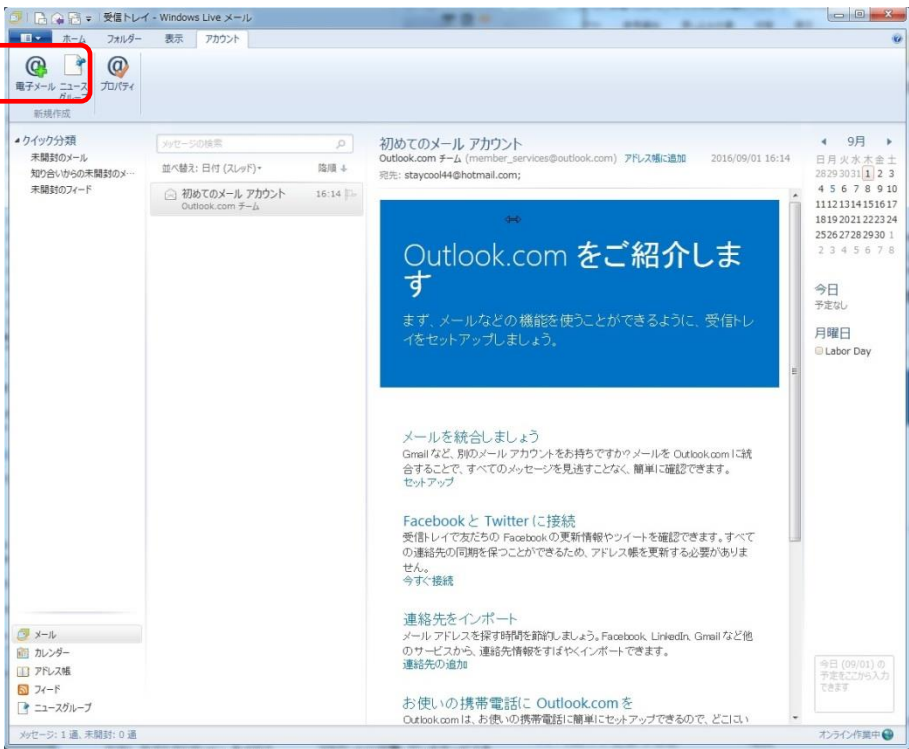 受信トレイ - Windows Live メール
ホーム フォルダー 表示 アカウント
電子メール ニュース グループ プロパティ
新規作成
クイック分類
未開封のメール
知り合いからの未開封のメ…
未開封のフィード
メッセージの検索
並べ替え: 日付 (スレッド) 降順
初めてのメール アカウント 16:14
Outlook.com チーム
初めてのメール アカウント
Outlook.com チーム (member_services@outlook.com) アドレス帳に追加 2016/09/01 16:14
宛先: staycool44@hotmail.com;
Outlook.com をご紹介しま
す
まず、メールなどの機能を使うことができるように、受信トレ
イをセットアップしましょう。
メールを統合しましょう
Gmail など、別のメール アカウントをお持ちですか? メールを Outlook.com に統
合することで、すべてのメッセージを見逃すことなく、簡単に確認できます。
セットアップ
Facebook と Twitter に接続
受信トレイで友だちの Facebook の更新情報やツイートを確認できます。すべて
の連絡先の同期を保つことができるため、アドレス帳を更新する必要がありま
せん。
今すぐ接続
連絡先をインポート
メール アドレスを探す時間を節約しましょう。Facebook, LinkedIn, Gmail など他
のサービスから、連絡先情報をすばやくインポートできます。
連絡先の追加
お使いの携帯電話に Outlook.com を
Outlook.com は、お使いの携帯電話に簡単にセットアップできるので、どこにい
9月
日 月 火 水 木 金 土
28 29 30 31 1 2 3
4 5 6 7 8 9 10
11 12 13 14 15 16 17
18 19 20 21 22 23 24
25 26 27 28 29 30 1
2 3 4 5 6 7 8
今日
予定なし
月曜日
Labor Day
今日 (09/01) の
予定をここから入力
できます
メール
カレンダー
アドレス帳
フィード
ニュースグループ
メッセージ: 1 通、未開封: 0 通
オンライン作業中